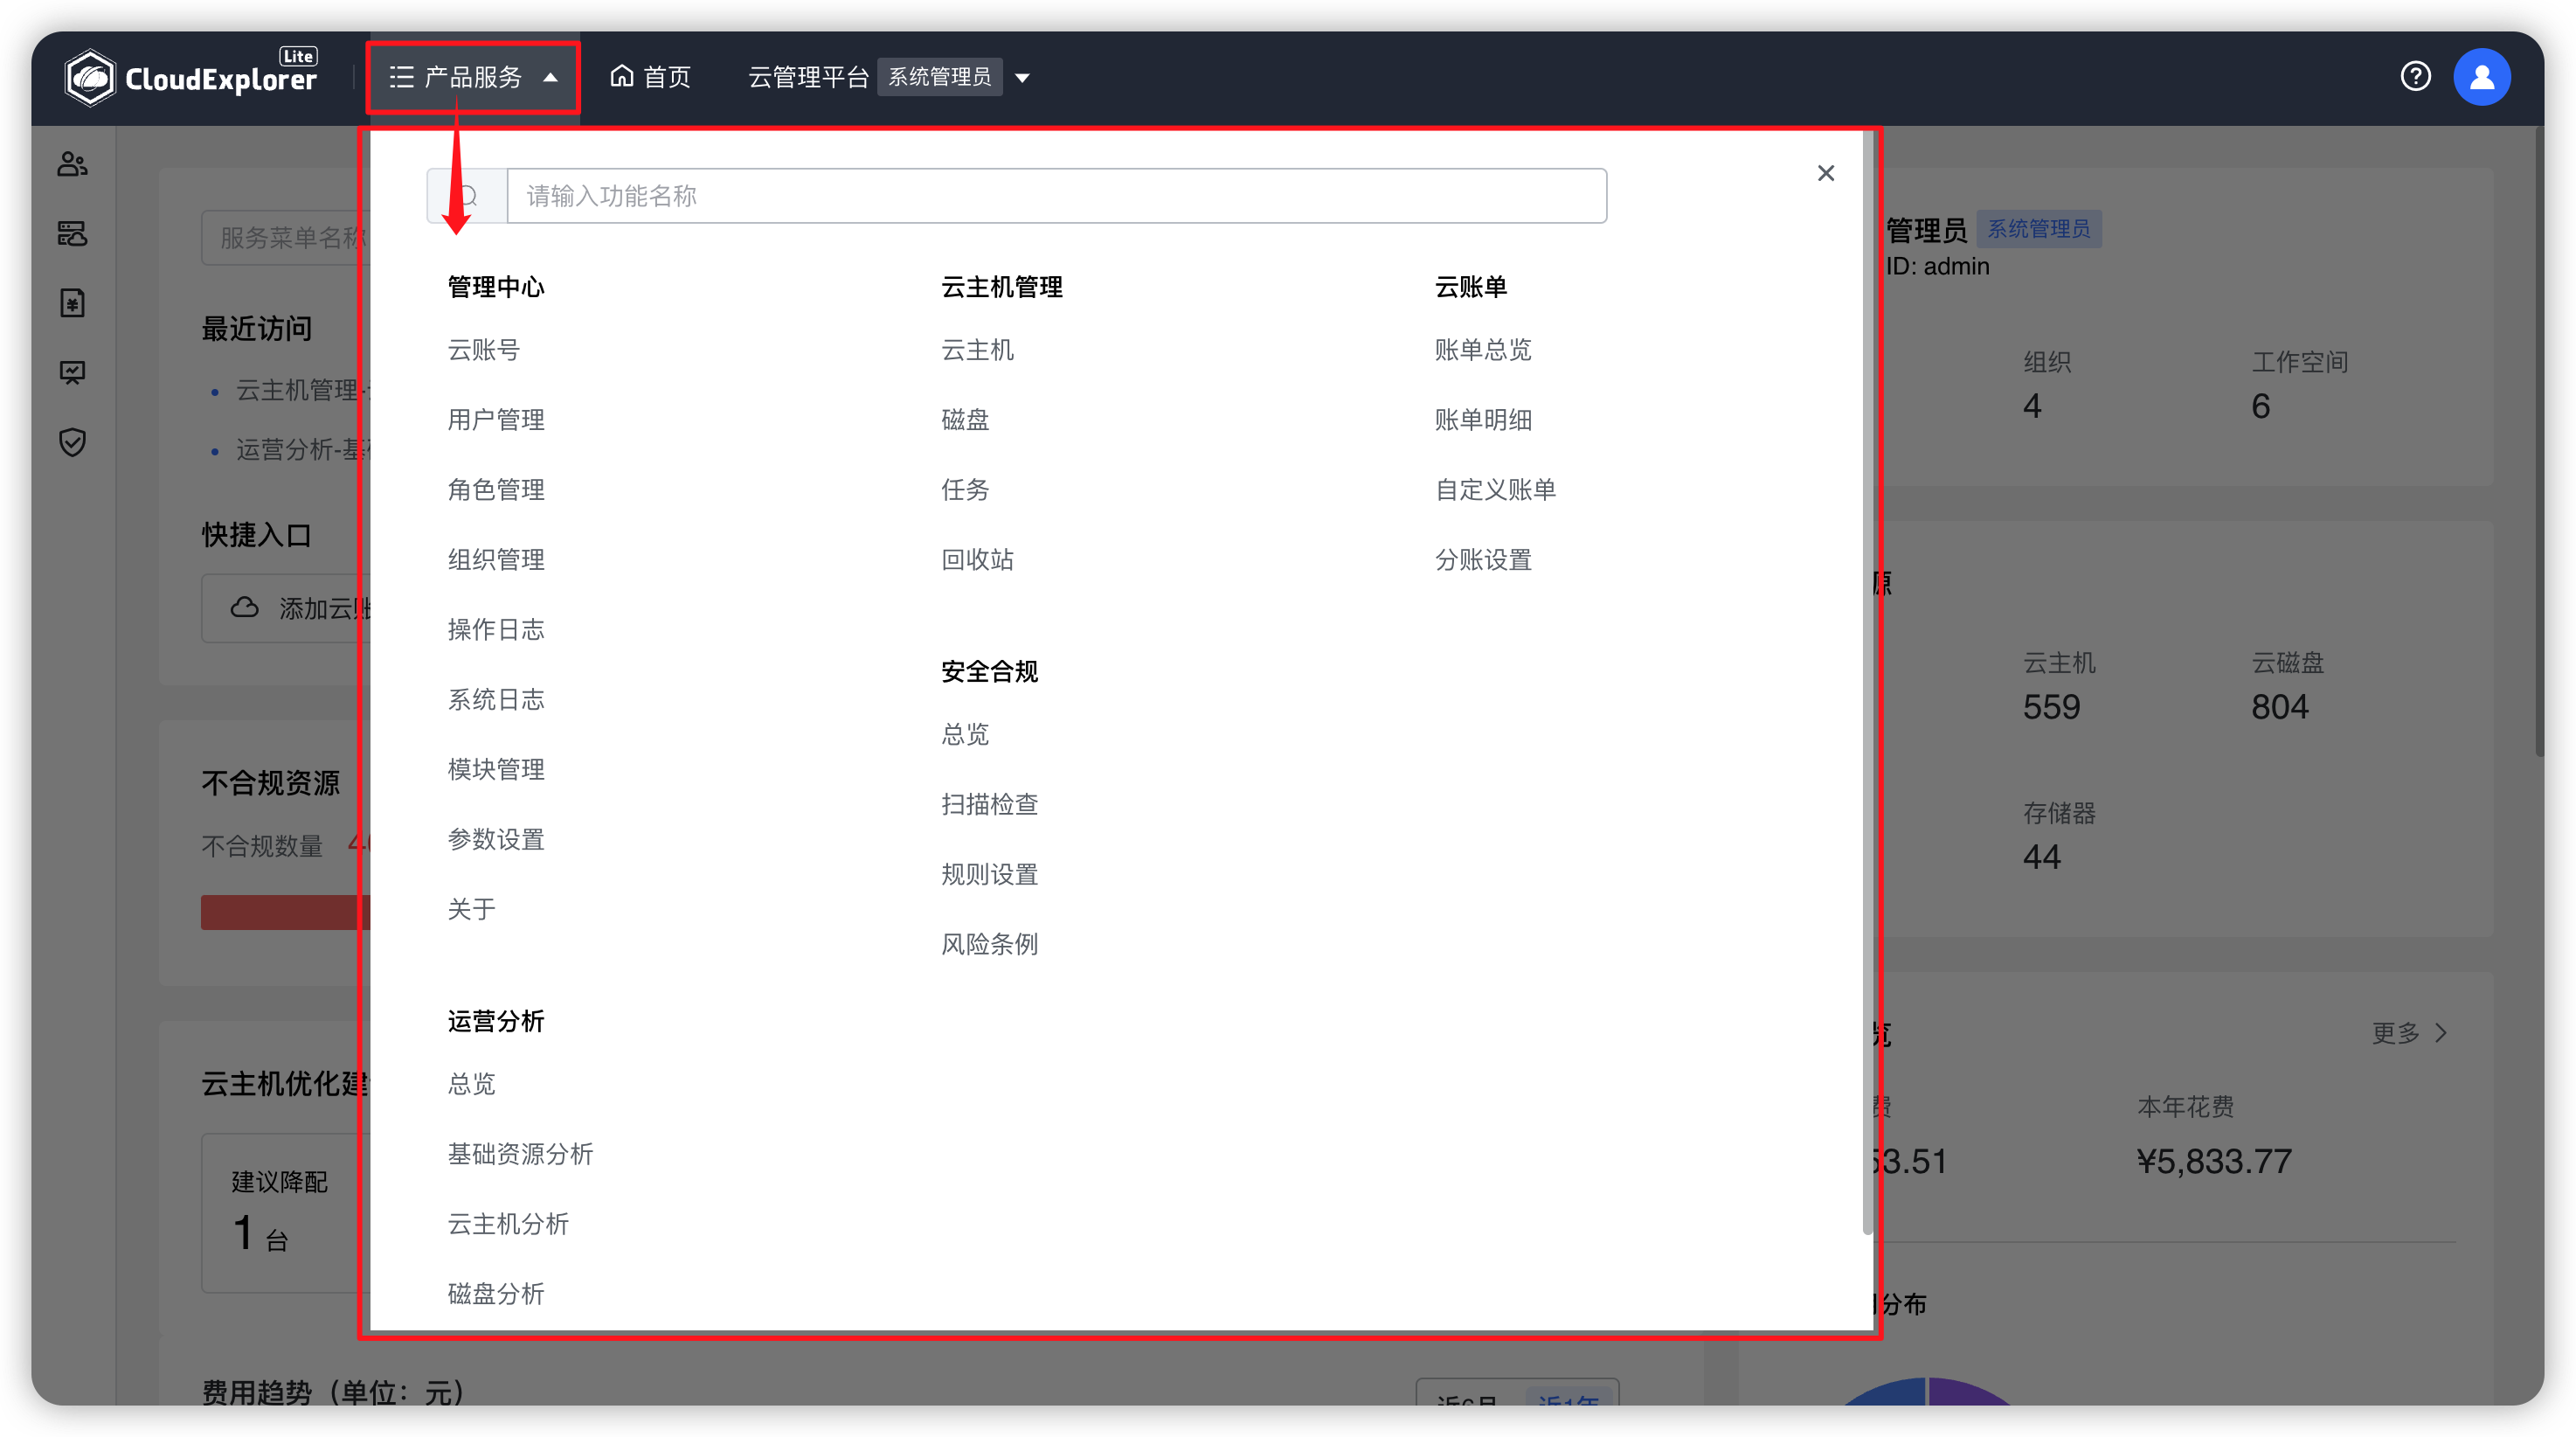 CloudExplorer Lite
产品服务
首页
云管理平台 系统管理员
请输入功能名称
管理中心
云账号
用户管理
角色管理
组织管理
操作日志
系统日志
模块管理
参数设置
关于
运营分析
总览
基础资源分析
云主机分析
磁盘分析
云主机管理
云主机
磁盘
任务
回收站
安全合规
总览
扫描检查
规则设置
风险条例
云账单
账单总览
账单明细
自定义账单
分账设置
服务菜单名称
最近访问
云主机管理-
运营分析-基
快捷入口
添加云账
不合规资源
不合规数量
云主机优化建
建议降配
1 台
费用趋势（单位：元）
近6月 近1年
管理员 系统管理员
ID: admin
组织
4
工作空间
6
源
云主机
559
云磁盘
804
存储器
44
览
更多
费
3.51
本年花费
¥5,833.77
分布